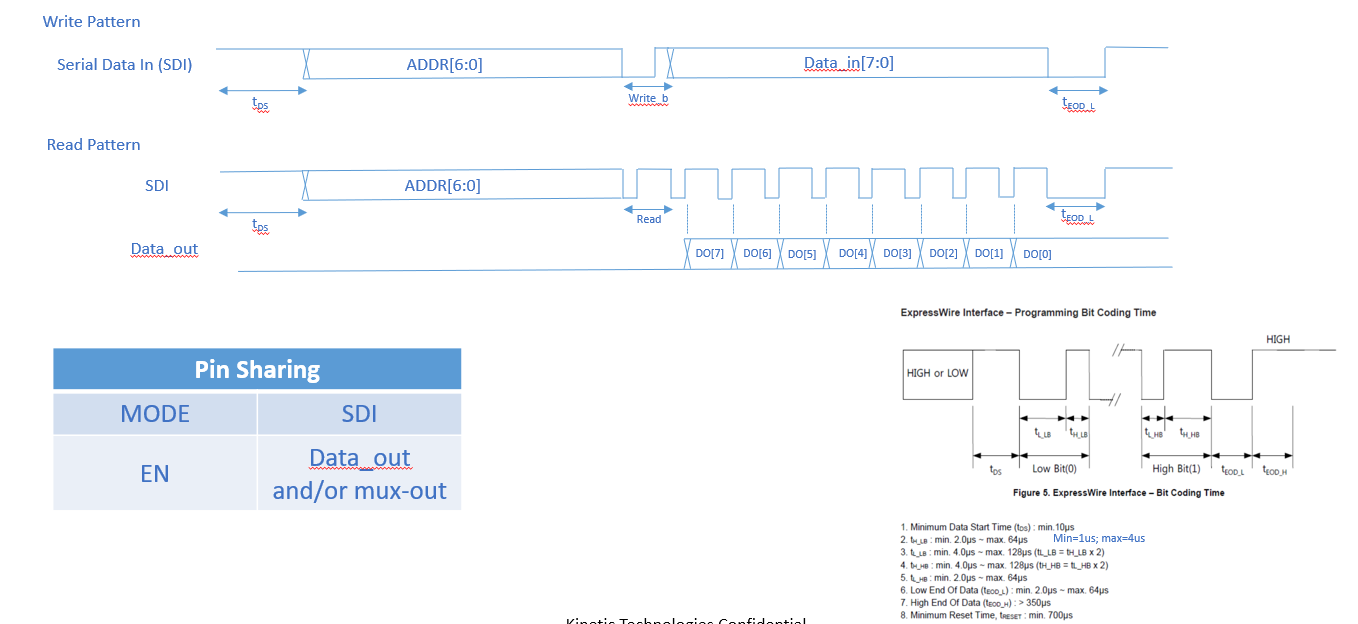 Write Pattern
Serial Data In (SDI)
ADDR[6:0]
Data_in[7:0]
tDS
Write_b
tEOD_L
Read Pattern
SDI
ADDR[6:0]
tDS
Read
tEOD_L
Data_out
DO[7]
DO[6]
DO[5]
DO[4]
DO[3]
DO[2]
DO[1]
DO[0]
Pin Sharing
MODE
SDI
EN
Data_out
and/or mux-out
ExpressWire Interface – Programming Bit Coding Time
HIGH
HIGH or LOW
tL_LB
tH_LB
tL_HB
tH_HB
tDS
Low Bit(0)
High Bit(1)
tEOD_L
tEOD_H
Figure 5. ExpressWire Interface – Bit Coding Time
1. Minimum Data Start Time (tDS) : min.10µs
2. tH_LB : min. 2.0µs ~ max. 64µs
Min=1us; max=4us
3. tL_LB : min. 4.0µs ~ max. 128µs (tL_LB = tH_LB x 2)
4. tH_HB : min. 4.0µs ~ max. 128µs (tH_HB = tL_HB x 2)
5. tL_HB : min. 2.0µs ~ max. 64µs
6. Low End Of Data (tEOD_L) : min. 2.0µs ~ max. 64µs
7. High End Of Data (tEOD_H) : > 350µs
8. Minimum Reset Time, tRESET : min. 700µs
Kinetic Technologies Confidential